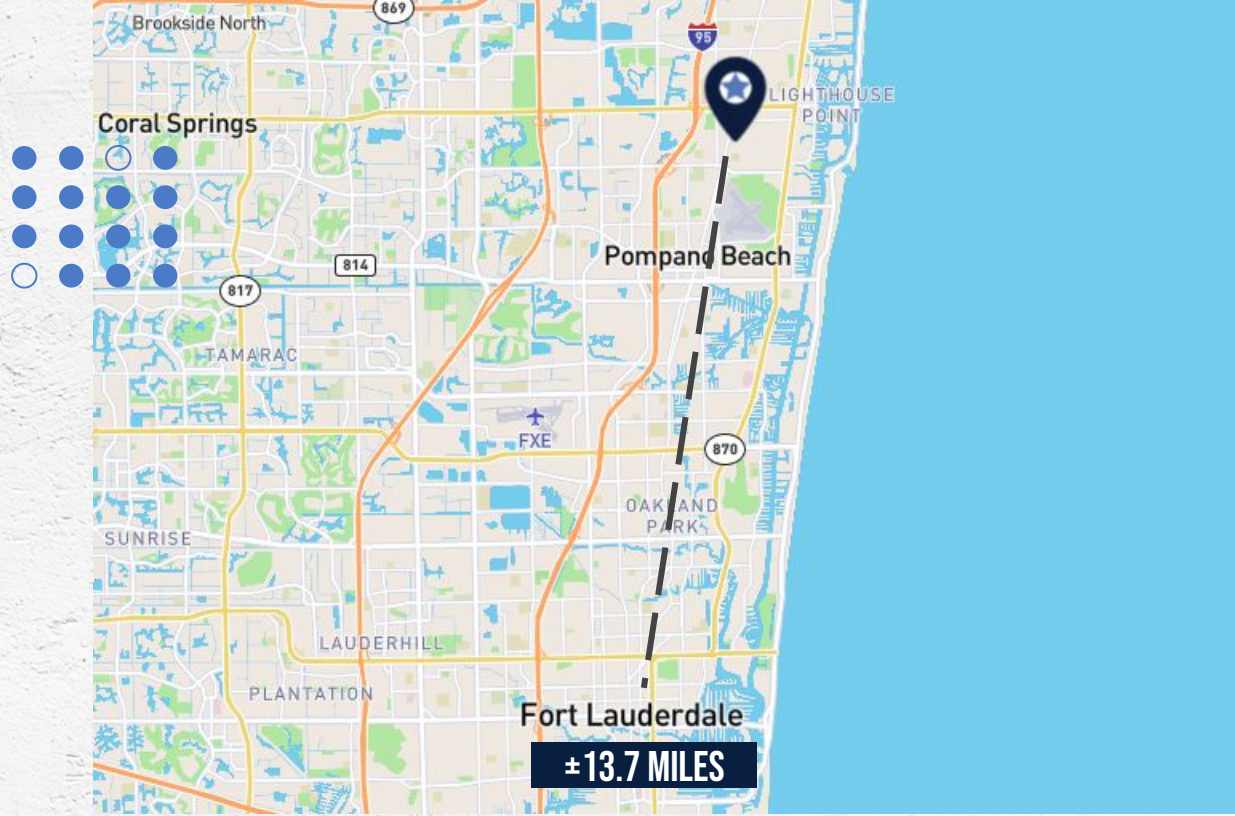 869
Brookside North
95
LIGHTHOUSE
POINT
Coral Springs
Pompano Beach
814
817
TAMARAC
FXE
870
OAKLAND
PARK
SUNRISE
LAUDERHILL
PLANTATION
Fort Lauderdale
±13.7 MILES